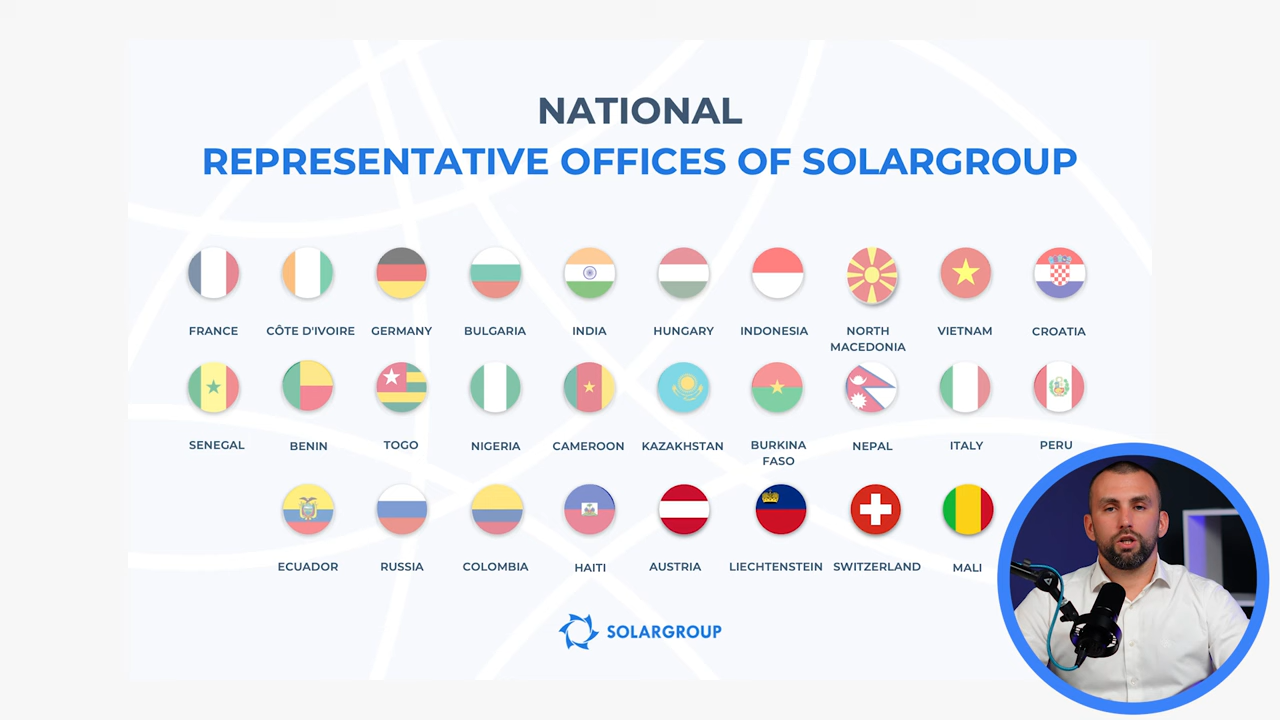 NATIONAL
REPRESENTATIVE OFFICES OF SOLARGROUP
FRANCE
CÔTE D'IVOIRE
GERMANY
BULGARIA
INDIA
HUNGARY
INDONESIA
NORTH
MACEDONIA
VIETNAM
CROATIA
SENEGAL
BENIN
TOGO
NIGERIA
CAMEROON
KAZAKHSTAN
BURKINA
FASO
NEPAL
ITALY
PERU
ECUADOR
RUSSIA
COLOMBIA
HAITI
AUSTRIA
LIECHTENSTEIN
SWITZERLAND
MALI
SOLARGROUP